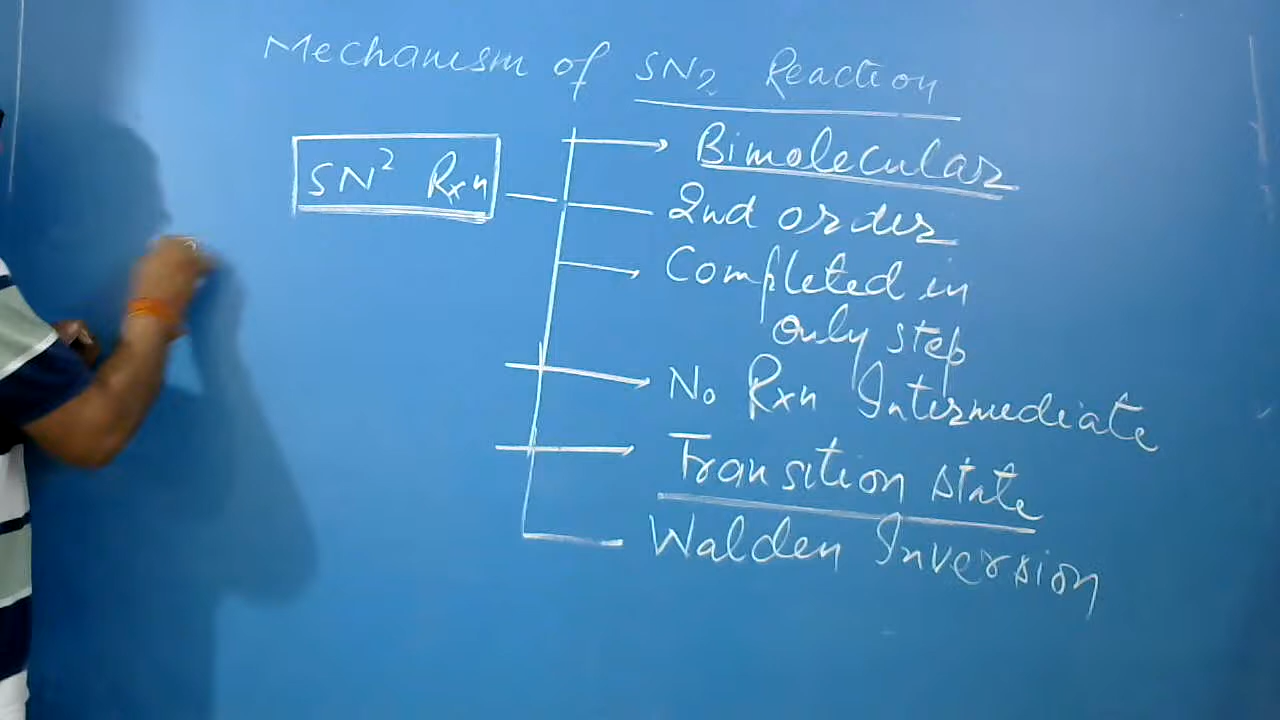 Mechanism of SN2 Reaction
SN² Rxn
Bimolecular
2nd order
Completed in
only step
No Rxn Intermediate
Transition state
Walden Inversion